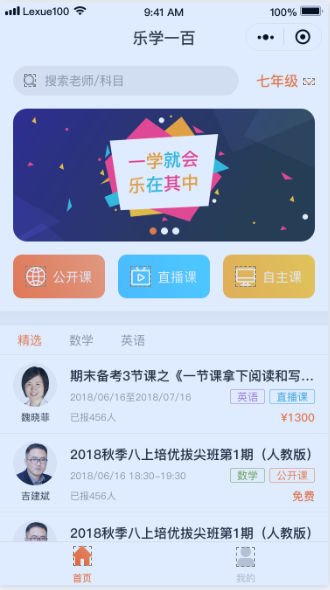 Lexue100 9:41 AM 100%
乐学一百
搜索老师/科目 七年级
一学就会
乐在其中
公开课 直播课 自主课
精选 数学 英语
期末备考3节课之《一节课拿下阅读和写...
2018/06/16至2018/07/16 英语 直播课
魏晓菲 已报456人 ¥1300
2018秋季八上培优拔尖班第1期（人教版）
2018/06/16 18:30-19:30 数学 公开课
吉建斌 已报456人 免费
2018秋季八上培优拔尖班第1期（人教版）
首页 我的